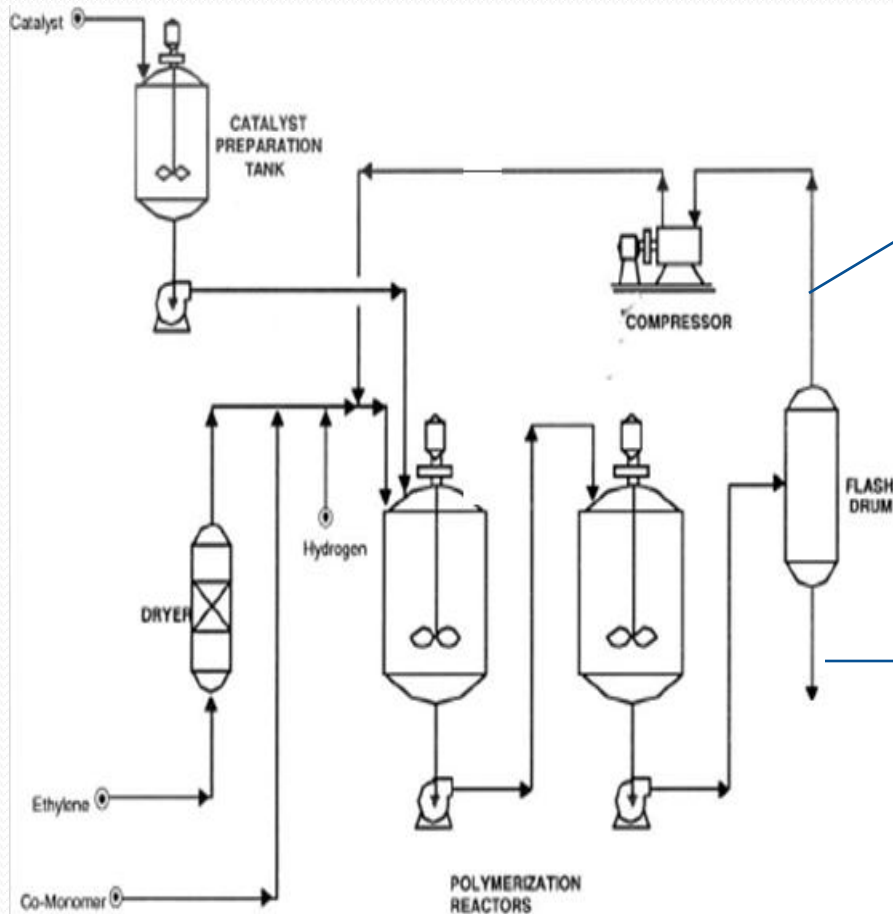 Catalyst
CATALYST
PREPARATION
TANK
COMPRESSOR
FLASH
DRUM
Hydrogen
DRYER
Ethylene
Co-Monomer
POLYMERIZATION
REACTORS